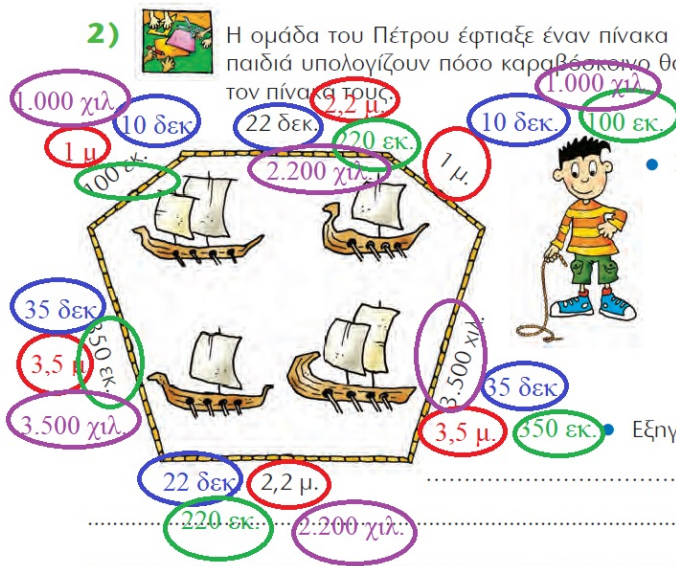 2) Η ομάδα του Πέτρου έφτιαξε έναν πίνακα
παιδιά υπολογίζουν πόσο καραβόσκοινο θα
τον πίνακα τους.
1.000 χιλ.
10 δεκ.
1 μ
100 εκ.
22 δεκ.
2,2 μ.
220 εκ.
2.200 χιλ.
1.000 χιλ
10 δεκ.
100 εκ.
1 μ.
35 δεκ
3,5 μ
350 εκ.
3.500 χιλ.
3.500 χιλ.
35 δεκ
3,5 μ.
350 εκ.
Εξηγ
22 δεκ
2,2 μ.
220 εκ.
2.200 χιλ.